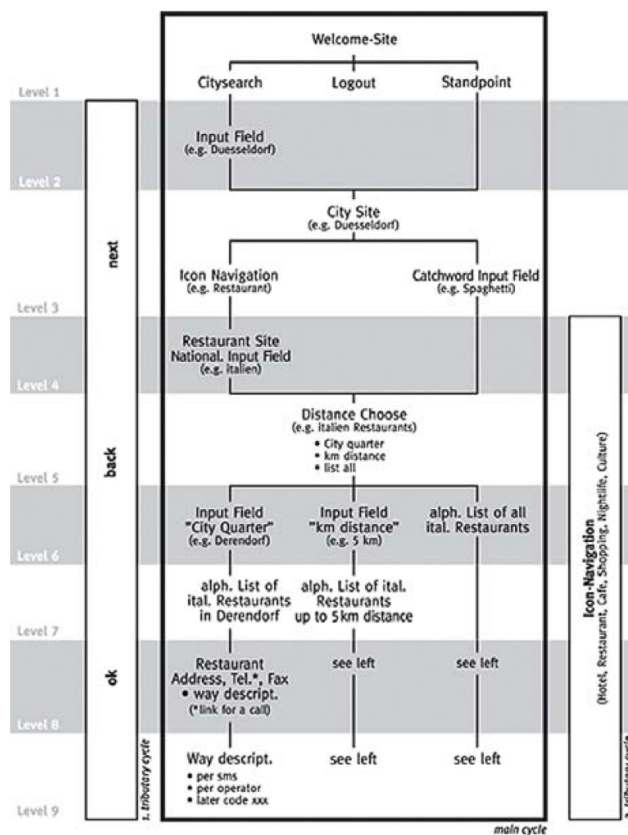 Welcome-Site
Citysearch
Logout
Standpoint
Level 1
Input Field
(e.g. Duesseldorf)
Level 2
City Site
(e.g. Duesseldorf)
next
Icon Navigation
(e.g. Restaurant)
Catchword Input Field
(e.g. Spaghetti)
Level 3
Restaurant Site
National. Input Field
(e.g. italien)
Level 4
Distance Choose
(e.g. italien Restaurants)
• City quarter
• km distance
• list all
back
Level 5
Input Field
"City Quarter"
(e.g. Derendorf)
Input Field
"km distance"
(e.g. 5 km)
alph. List of all
ital. Restaurants
Level 6
alph. List of
ital. Restaurants
in Derendorf
alph. List of ital.
Restaurants
up to 5km distance
Level 7
ok
Restaurant
Address, Tel.*, Fax
• way descript.
(*link for a call)
see left
see left
Level 8
Way descript.
• per sms
• per operator
• later code xxx
see left
see left
Level 9
1. tributary cycle
main cycle
Icon-Navigation
(Hotel, Restaurant, Cafe, Shopping, Nightlife, Culture)
tributary cycle